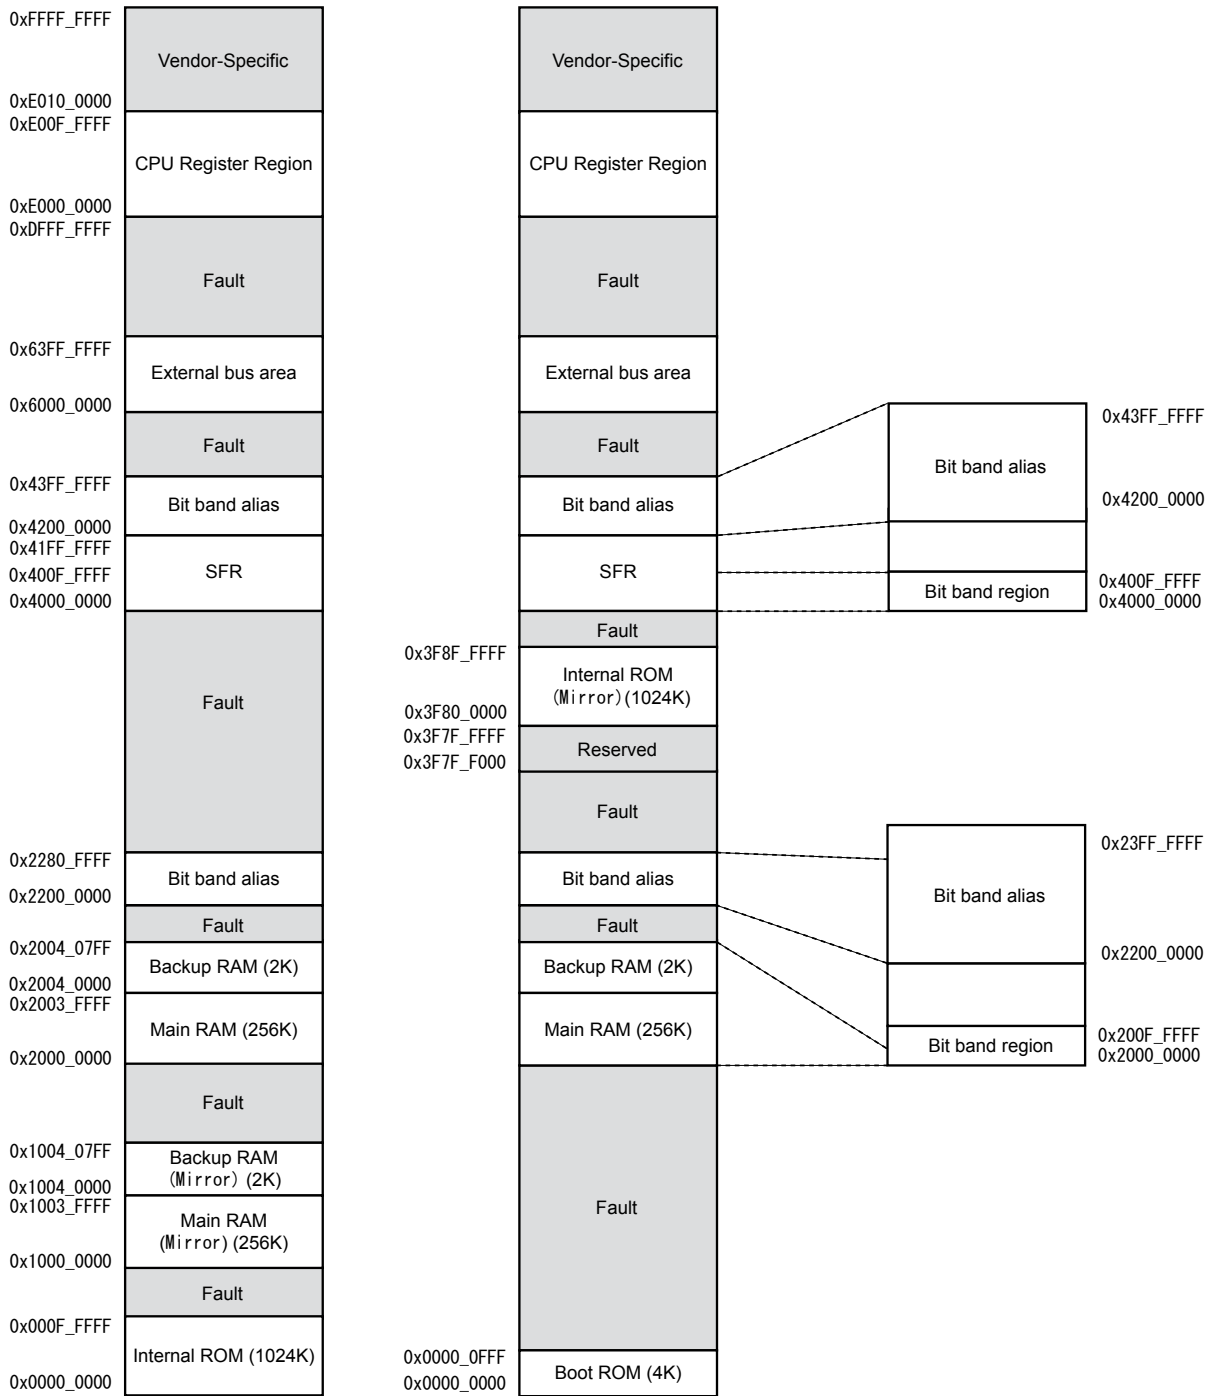 0xFFFF_FFFF
Vendor-Specific
0xE010_0000
0xE00F_FFFF
CPU Register Region
0xE000_0000
0xDFFF_FFFF
Fault
0x63FF_FFFF
External bus area
0x6000_0000
Fault
0x43FF_FFFF
Bit band alias
0x4200_0000
0x41FF_FFFF
SFR
0x400F_FFFF
0x4000_0000
Fault
0x2280_FFFF
Bit band alias
0x2200_0000
Fault
0x2004_07FF
Backup RAM (2K)
0x2004_0000
0x2003_FFFF
Main RAM (256K)
0x2000_0000
Fault
0x1004_07FF
Backup RAM
(Mirror) (2K)
0x1004_0000
0x1003_FFFF
Main RAM
(Mirror) (256K)
0x1000_0000
Fault
0x000F_FFFF
Internal ROM (1024K)
0x0000_0000
Vendor-Specific
CPU Register Region
Fault
External bus area
Fault
Bit band alias
SFR
Fault
0x3F8F_FFFF
Internal ROM
(Mirror) (1024K)
0x3F80_0000
0x3F7F_FFFF
Reserved
0x3F7F_F000
Fault
Bit band alias
Fault
Backup RAM (2K)
Main RAM (256K)
Fault
0x0000_0FFF
Boot ROM (4K)
0x0000_0000
0x43FF_FFFF
Bit band alias
0x4200_0000
0x400F_FFFF
Bit band region
0x4000_0000
0x23FF_FFFF
Bit band alias
0x2200_0000
0x200F_FFFF
Bit band region
0x2000_0000